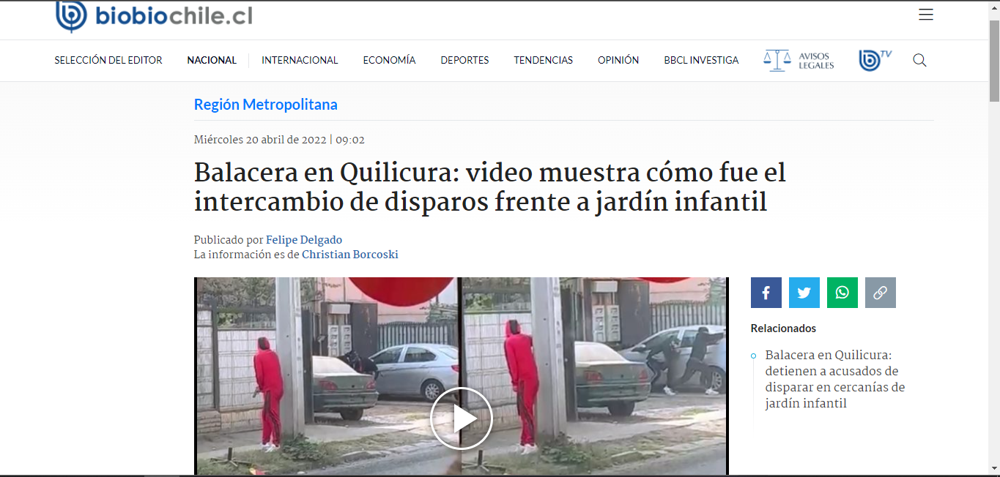 biobiochile.cl
SELECCIÓN DEL EDITOR
NACIONAL
INTERNACIONAL
ECONOMÍA
DEPORTES
TENDENCIAS
OPINIÓN
BBCL INVESTIGA
AVISOS
LEGALES
TV
Región Metropolitana
Miércoles 20 abril de 2022 | 09:02
Balacera en Quilicura: video muestra cómo fue el
intercambio de disparos frente a jardín infantil
Publicado por Felipe Delgado
La información es de Christian Borcoski
Relacionados
Balacera en Quilicura:
detienen a acusados de
disparar en cercanías de
jardín infantil